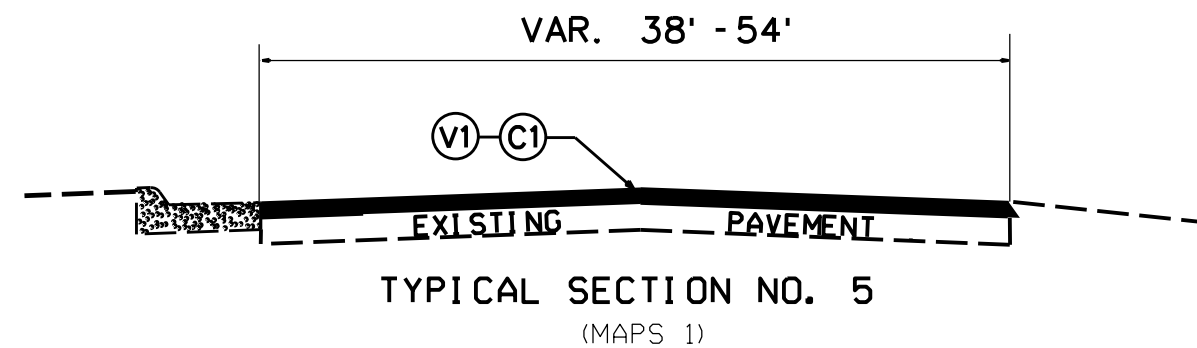 VAR. 38' - 54'
V1 C1
EXISTING PAVEMENT
TYPICAL SECTION NO. 5
(MAPS 1)